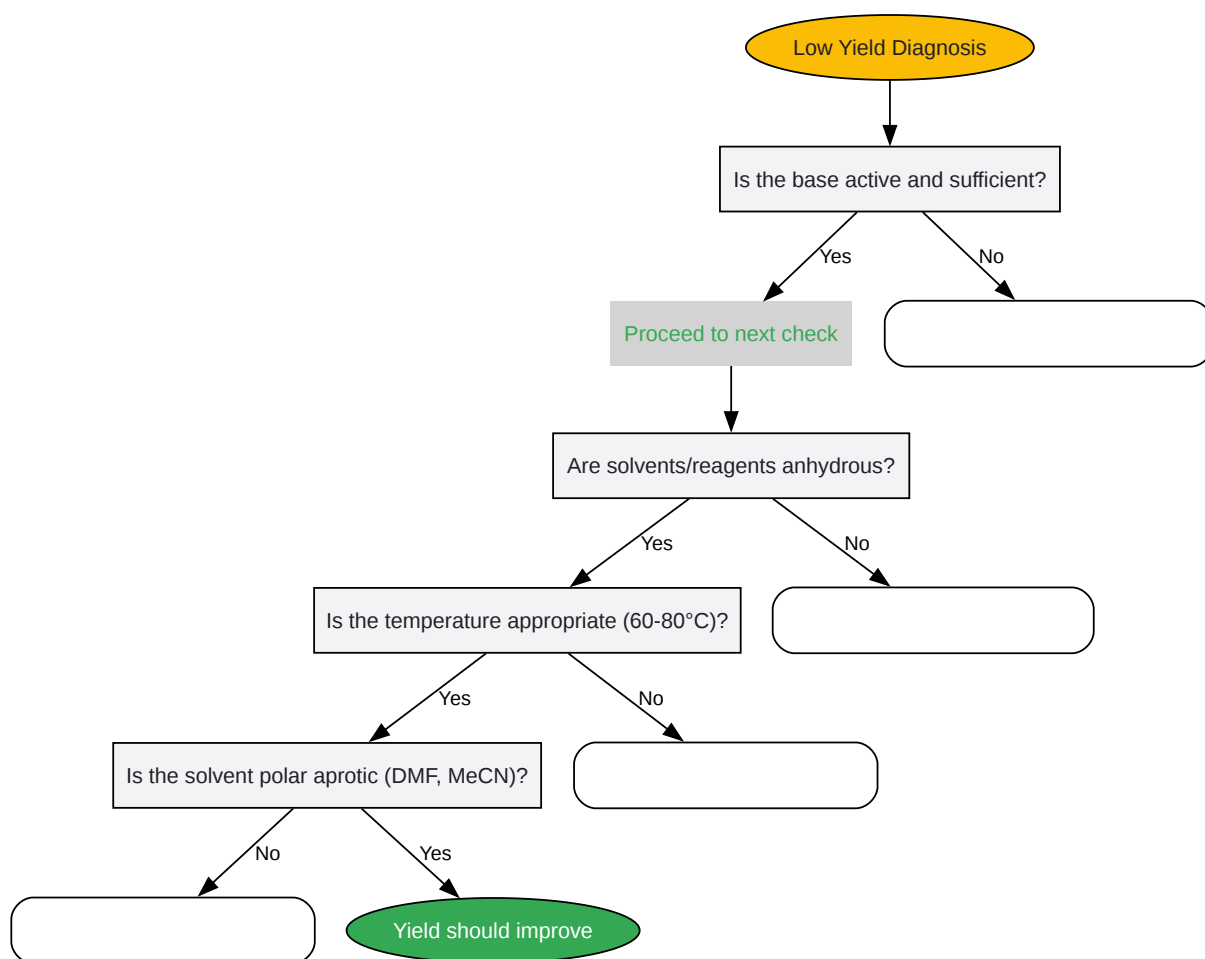 Low Yield Diagnosis
Is the base active and sufficient?
Yes
No
Proceed to next check
Are solvents/reagents anhydrous?
Yes
No
Is the temperature appropriate (60-80°C)?
Yes
No
Is the solvent polar aprotic (DMF, MeCN)?
No
Yes
Yield should improve